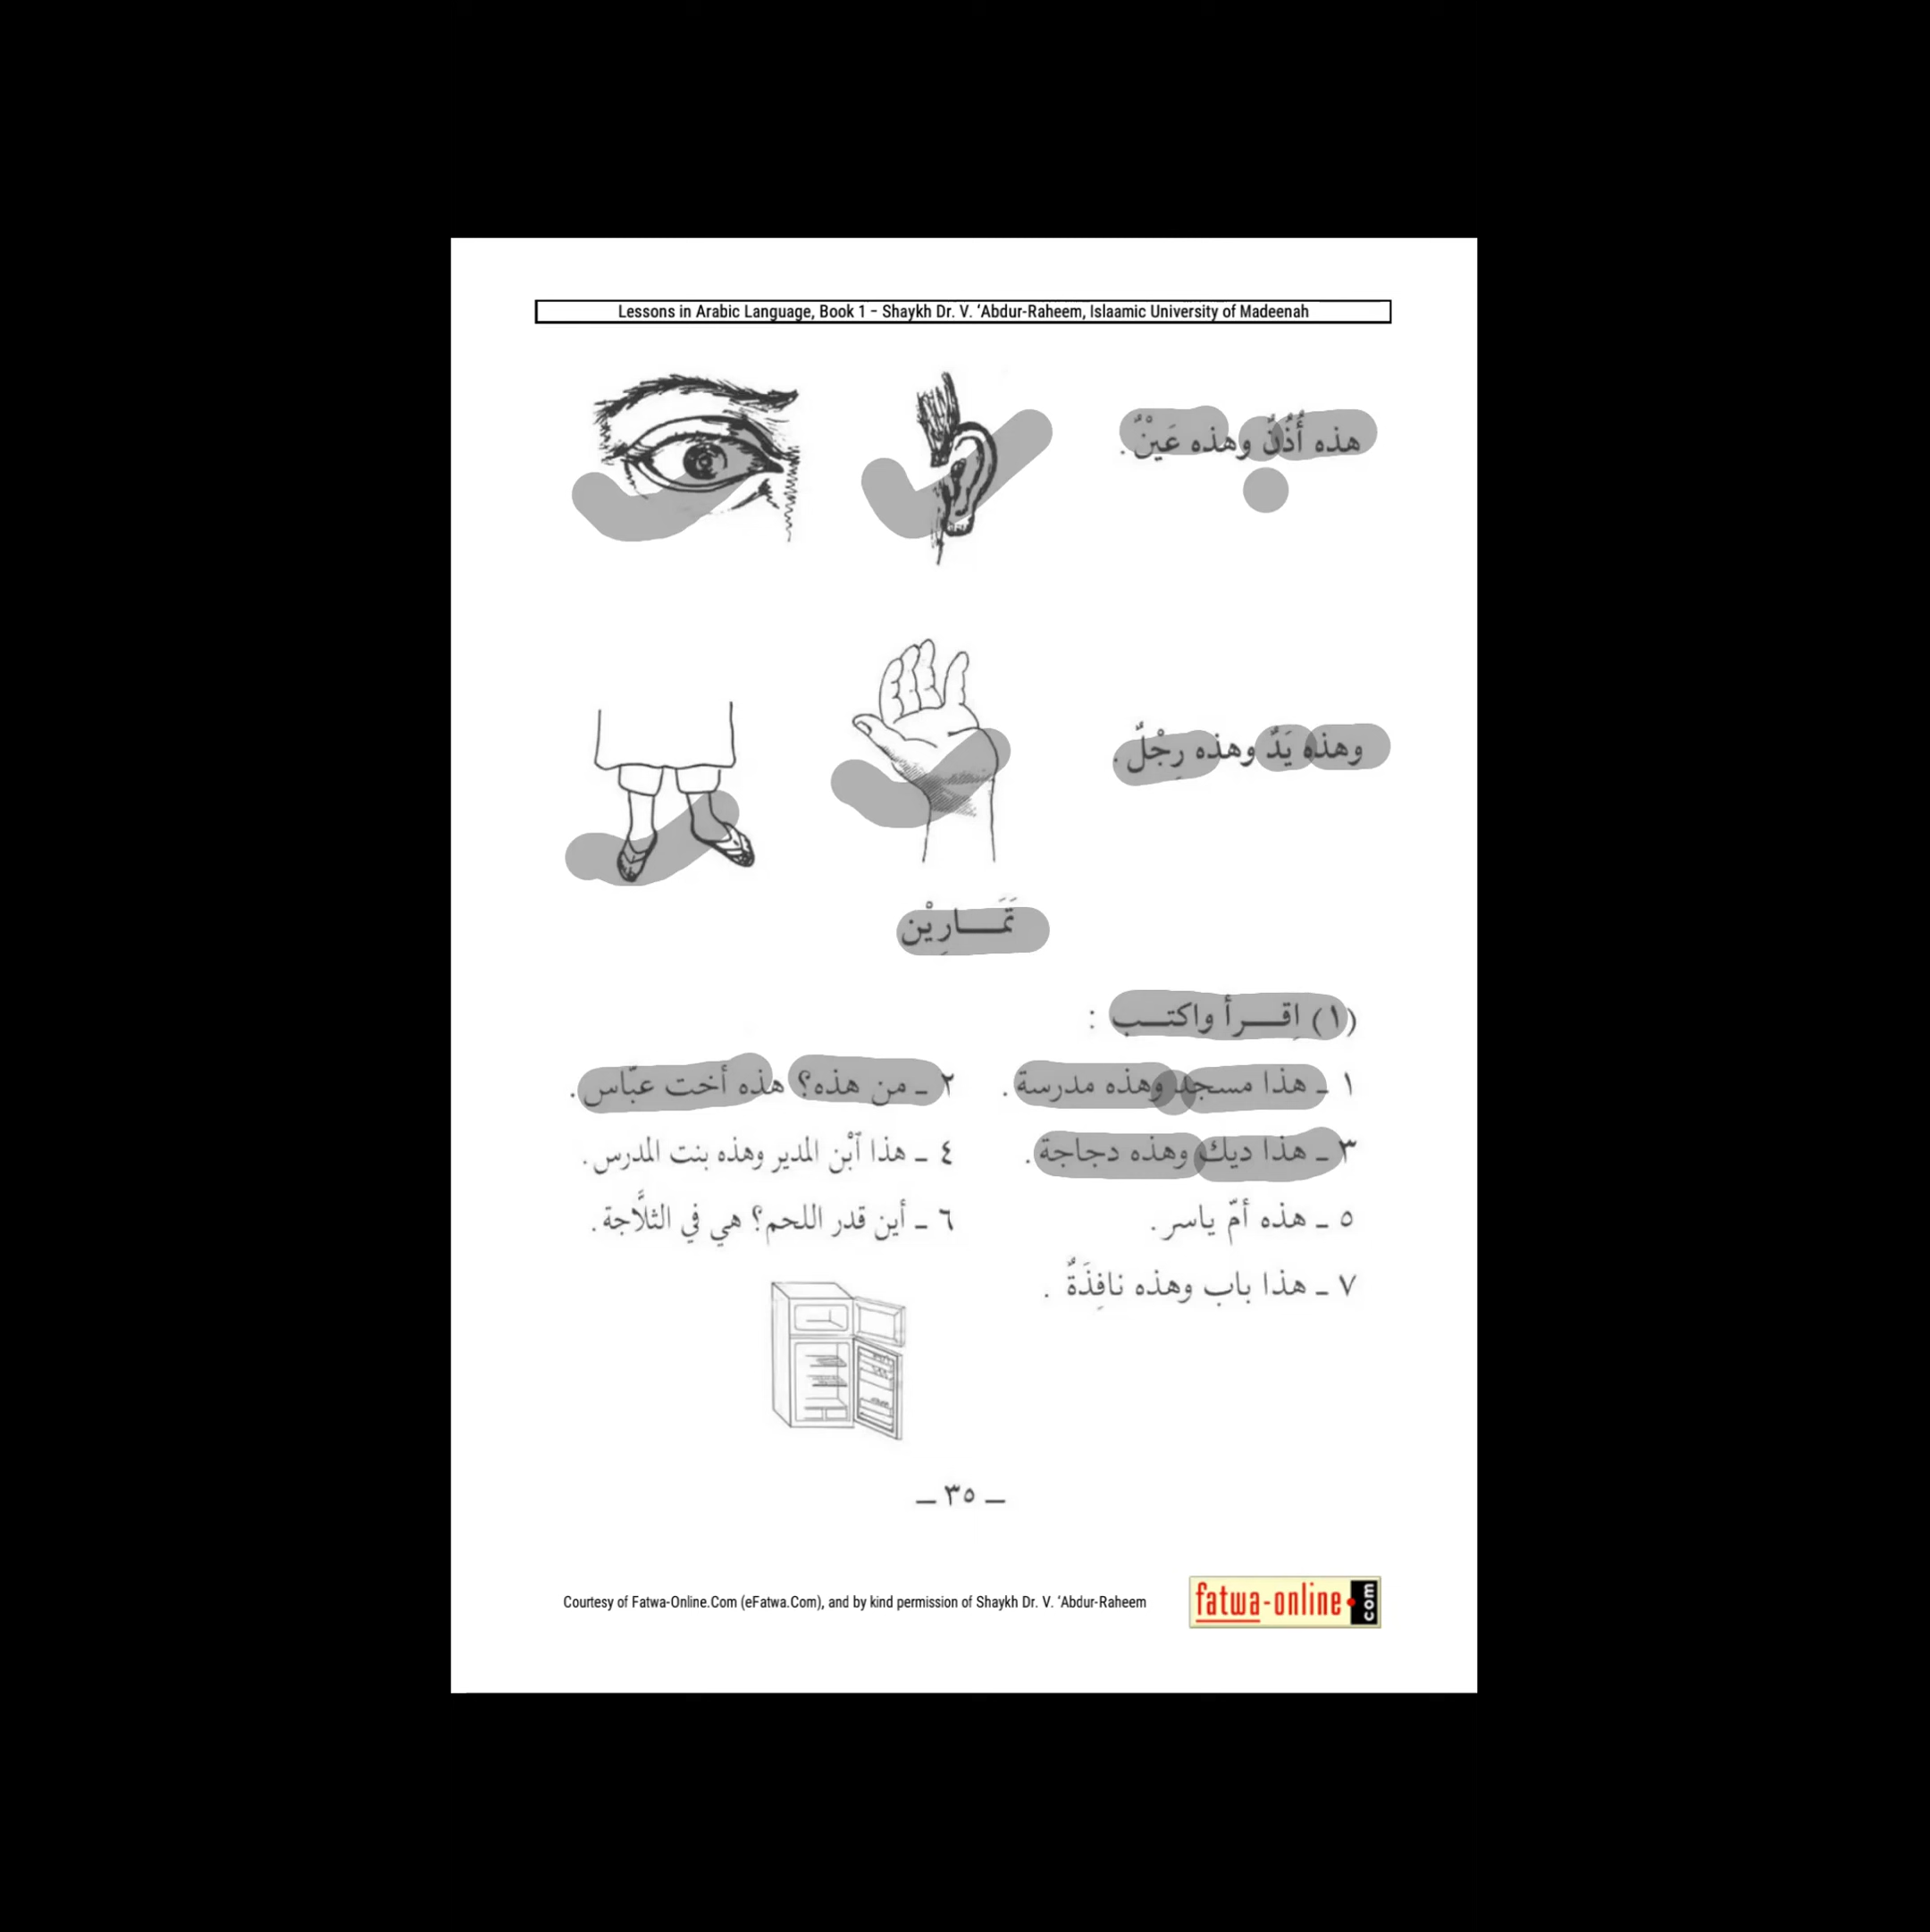 Lessons in Arabic Language, Book 1 – Shaykh Dr. V. ‘Abdur-Raheem, Islaamic University of Madeenah
هذه أُذُنٌ وهذه عَيْنٌ .
وهذه يَدٌ وهذه رِجْلٌ .
تَمَـــارِيْن
(١) اِقـــرأ واكتـــب :
١ ـ هذا مسجد وهذه مدرسة .
٢ ـ من هذه؟ هذه أخت عبّاس .
٣ ـ هذا ديك وهذه دجاجة .
٤ ـ هذا ٱبْن المدير وهذه بنت المدرس .
٥ ـ هذه أمّ ياسر .
٦ ـ أين قدر اللحم؟ هي في الثلَّاجة .
٧ ـ هذا باب وهذه نافِذَةٌ .
– ٣٥ –
Courtesy of Fatwa-Online.Com (eFatwa.Com), and by kind permission of Shaykh Dr. V. ‘Abdur-Raheem
fatwa-online.com